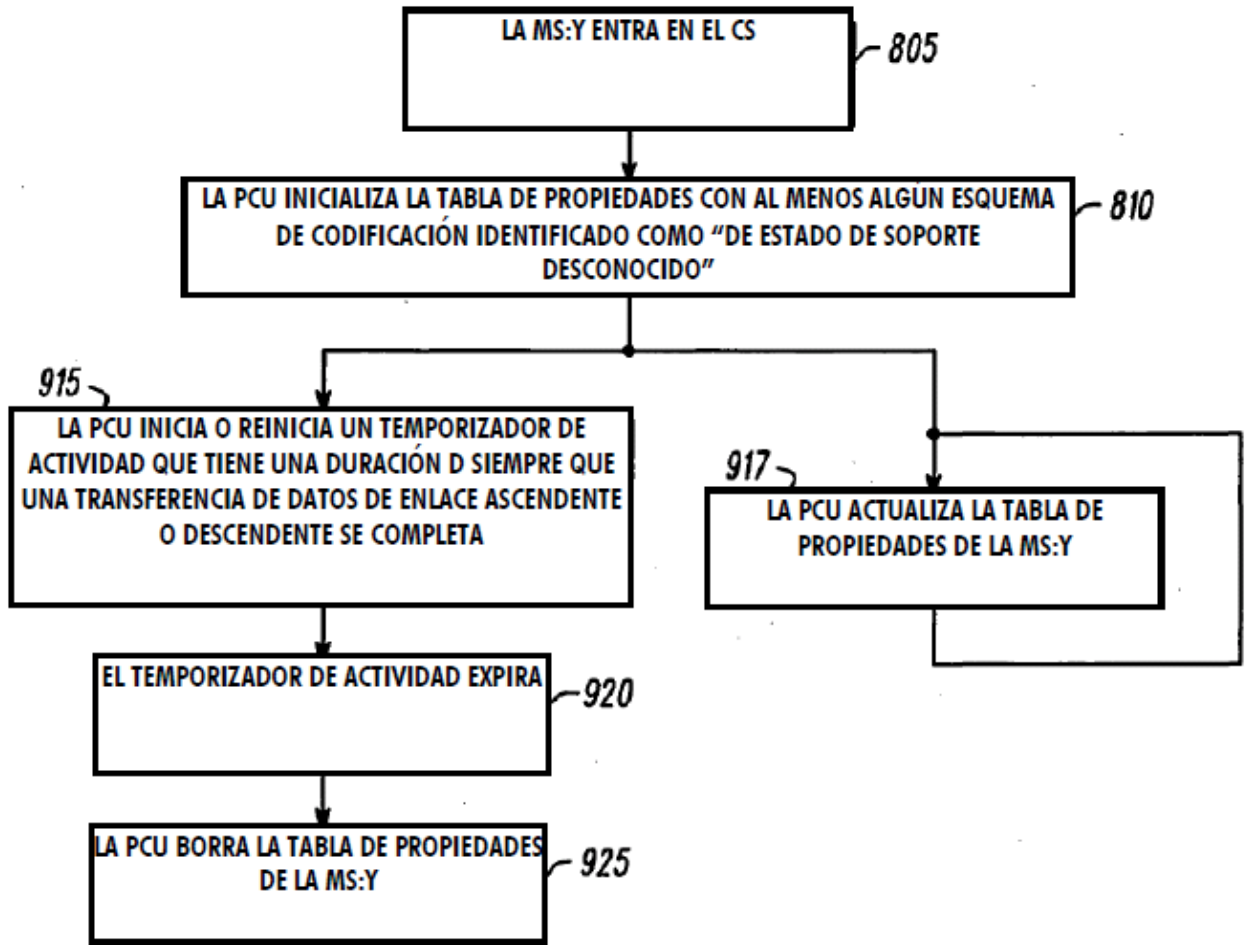 LA MS:Y ENTRA EN EL CS
805
LA PCU INICIALIZA LA TABLA DE PROPIEDADES CON AL MENOS ALGÚN ESQUEMA
DE CODIFICACIÓN IDENTIFICADO COMO “DE ESTADO DE SOPORTE
DESCONOCIDO”
810
915
LA PCU INICIA O REINICIA UN TEMPORIZADOR DE
ACTIVIDAD QUE TIENE UNA DURACIÓN D SIEMPRE QUE
UNA TRANSFERENCIA DE DATOS DE ENLACE ASCENDENTE
O DESCENDENTE SE COMPLETA
917
LA PCU ACTUALIZA LA TABLA DE
PROPIEDADES DE LA MS:Y
EL TEMPORIZADOR DE ACTIVIDAD EXPIRA
920
LA PCU BORRA LA TABLA DE PROPIEDADES
DE LA MS:Y
925